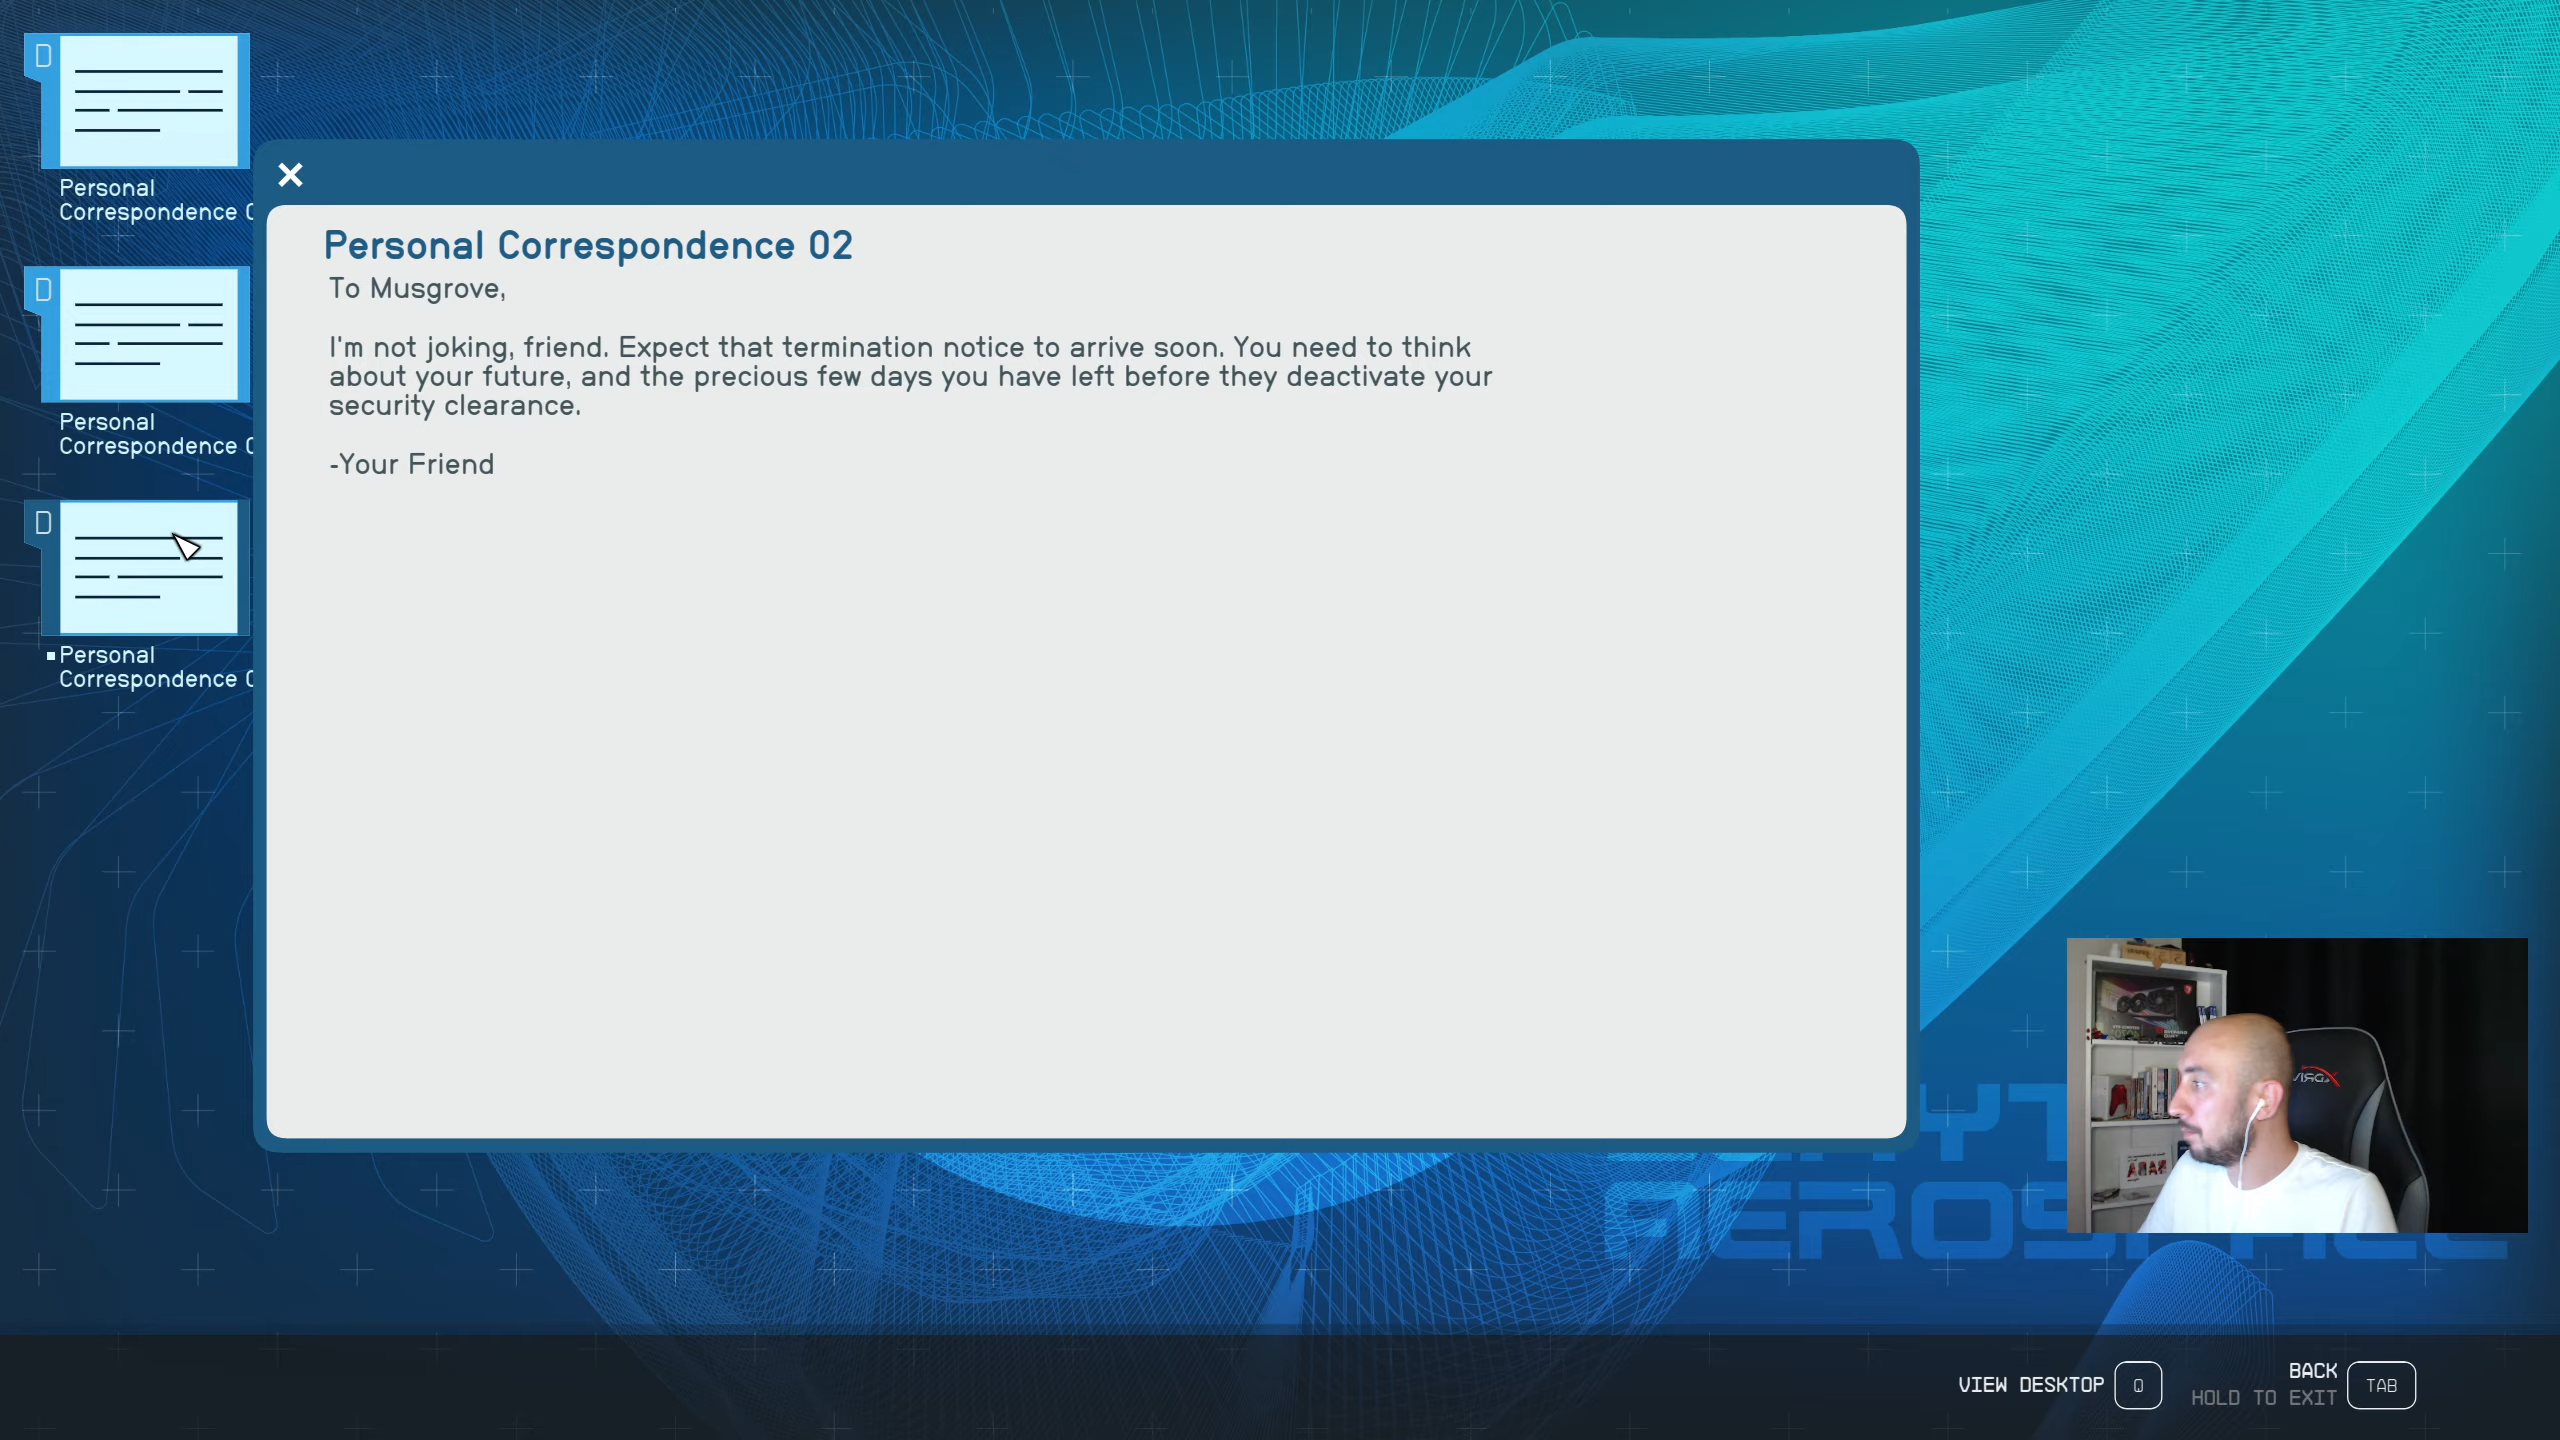 Personal
Correspondence
Personal
Correspondence
Personal
Correspondence
Personal Correspondence 02
To Musgrove,
I'm not joking, friend. Expect that termination notice to arrive soon. You need to think
about your future, and the precious few days you have left before they deactivate your
security clearance.
-Your Friend
VIEW DESKTOP Q
BACK
HOLD TO EXIT TAB